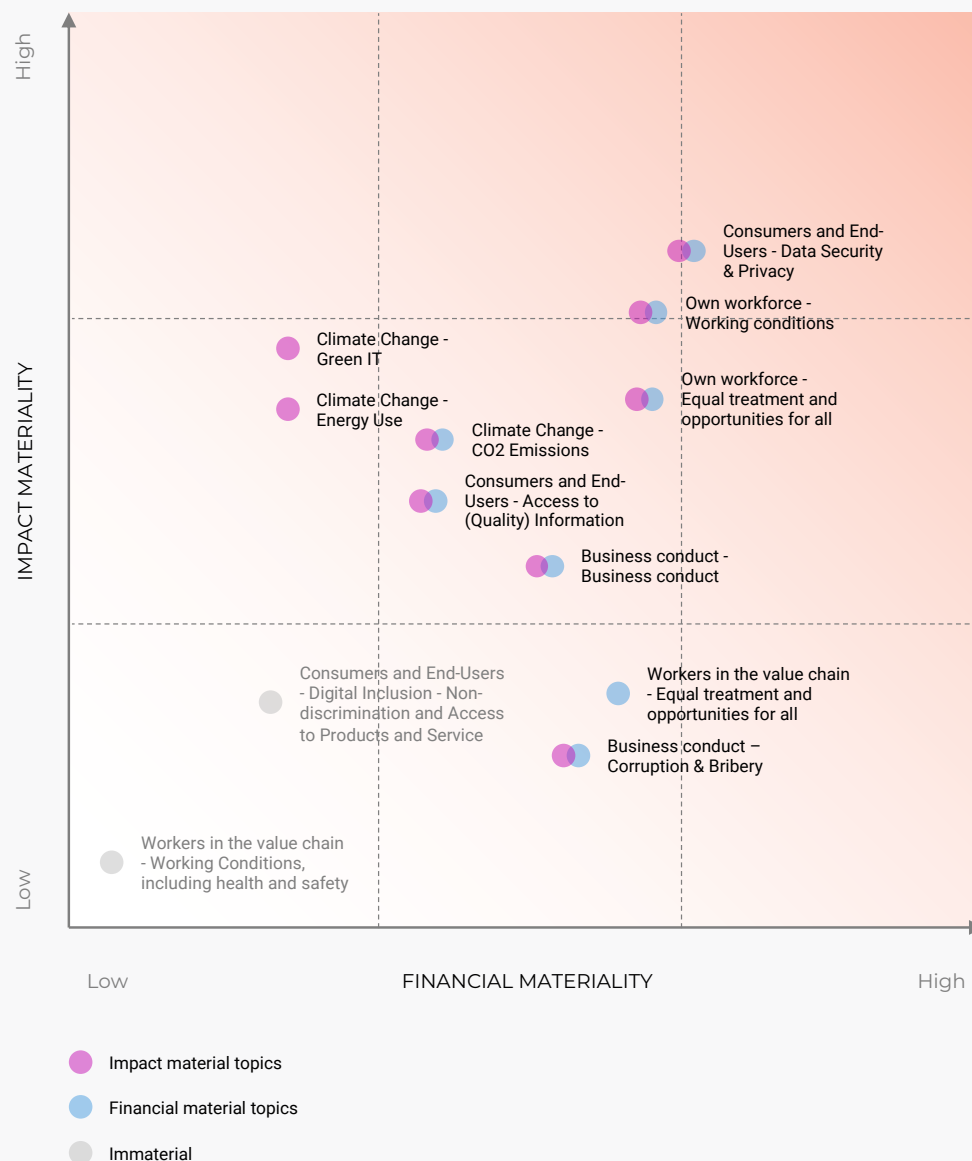 High
IMPACT MATERIALITY
Low
Consumers and End-
Users - Data Security
& Privacy
Own workforce -
Working conditions
Climate Change -
Green IT
Own workforce -
Equal treatment and
opportunities for all
Climate Change -
Energy Use
Climate Change -
CO2 Emissions
Consumers and End-
Users - Access to
(Quality) Information
Business conduct -
Business conduct
Consumers and End-Users
- Digital Inclusion - Non-
discrimination and Access
to Products and Service
Workers in the value chain
- Equal treatment and
opportunities for all
Business conduct –
Corruption & Bribery
Workers in the value chain
- Working Conditions,
including health and safety
Low
FINANCIAL MATERIALITY
High
Impact material topics
Financial material topics
Immaterial